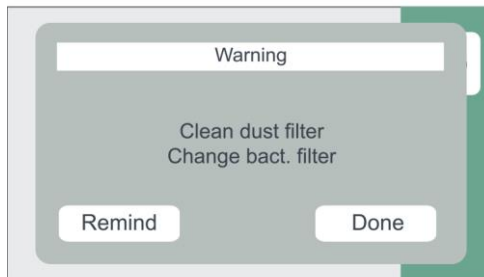 Warning
Clean dust filter
Change bact. filter
Remind
Done